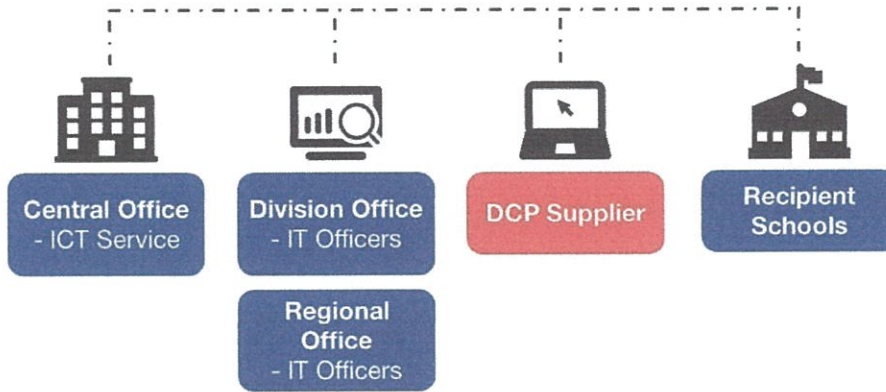 Central Office
- ICT Service
Division Office
- IT Officers
Regional
Office
- IT Officers
DCP Supplier
Recipient
Schools